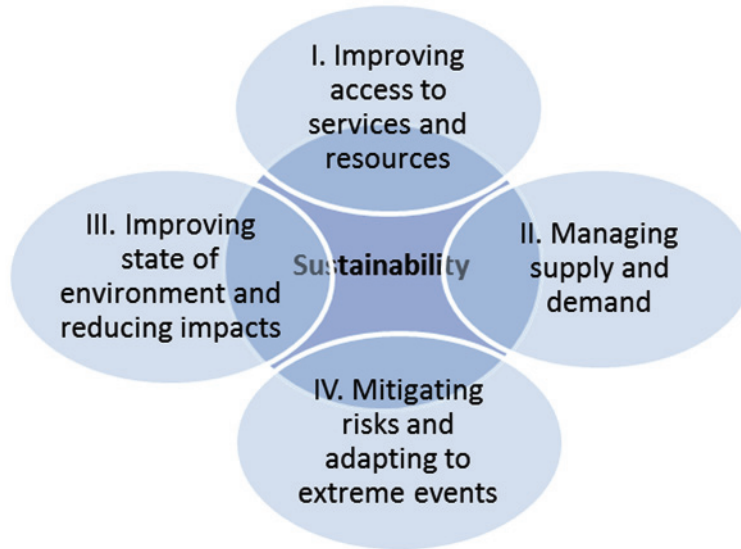 I. Improving
access to
services and
resources
III. Improving
state of
environment and
reducing impacts
Sustainability
II. Managing
supply and
demand
IV. Mitigating
risks and
adapting to
extreme events